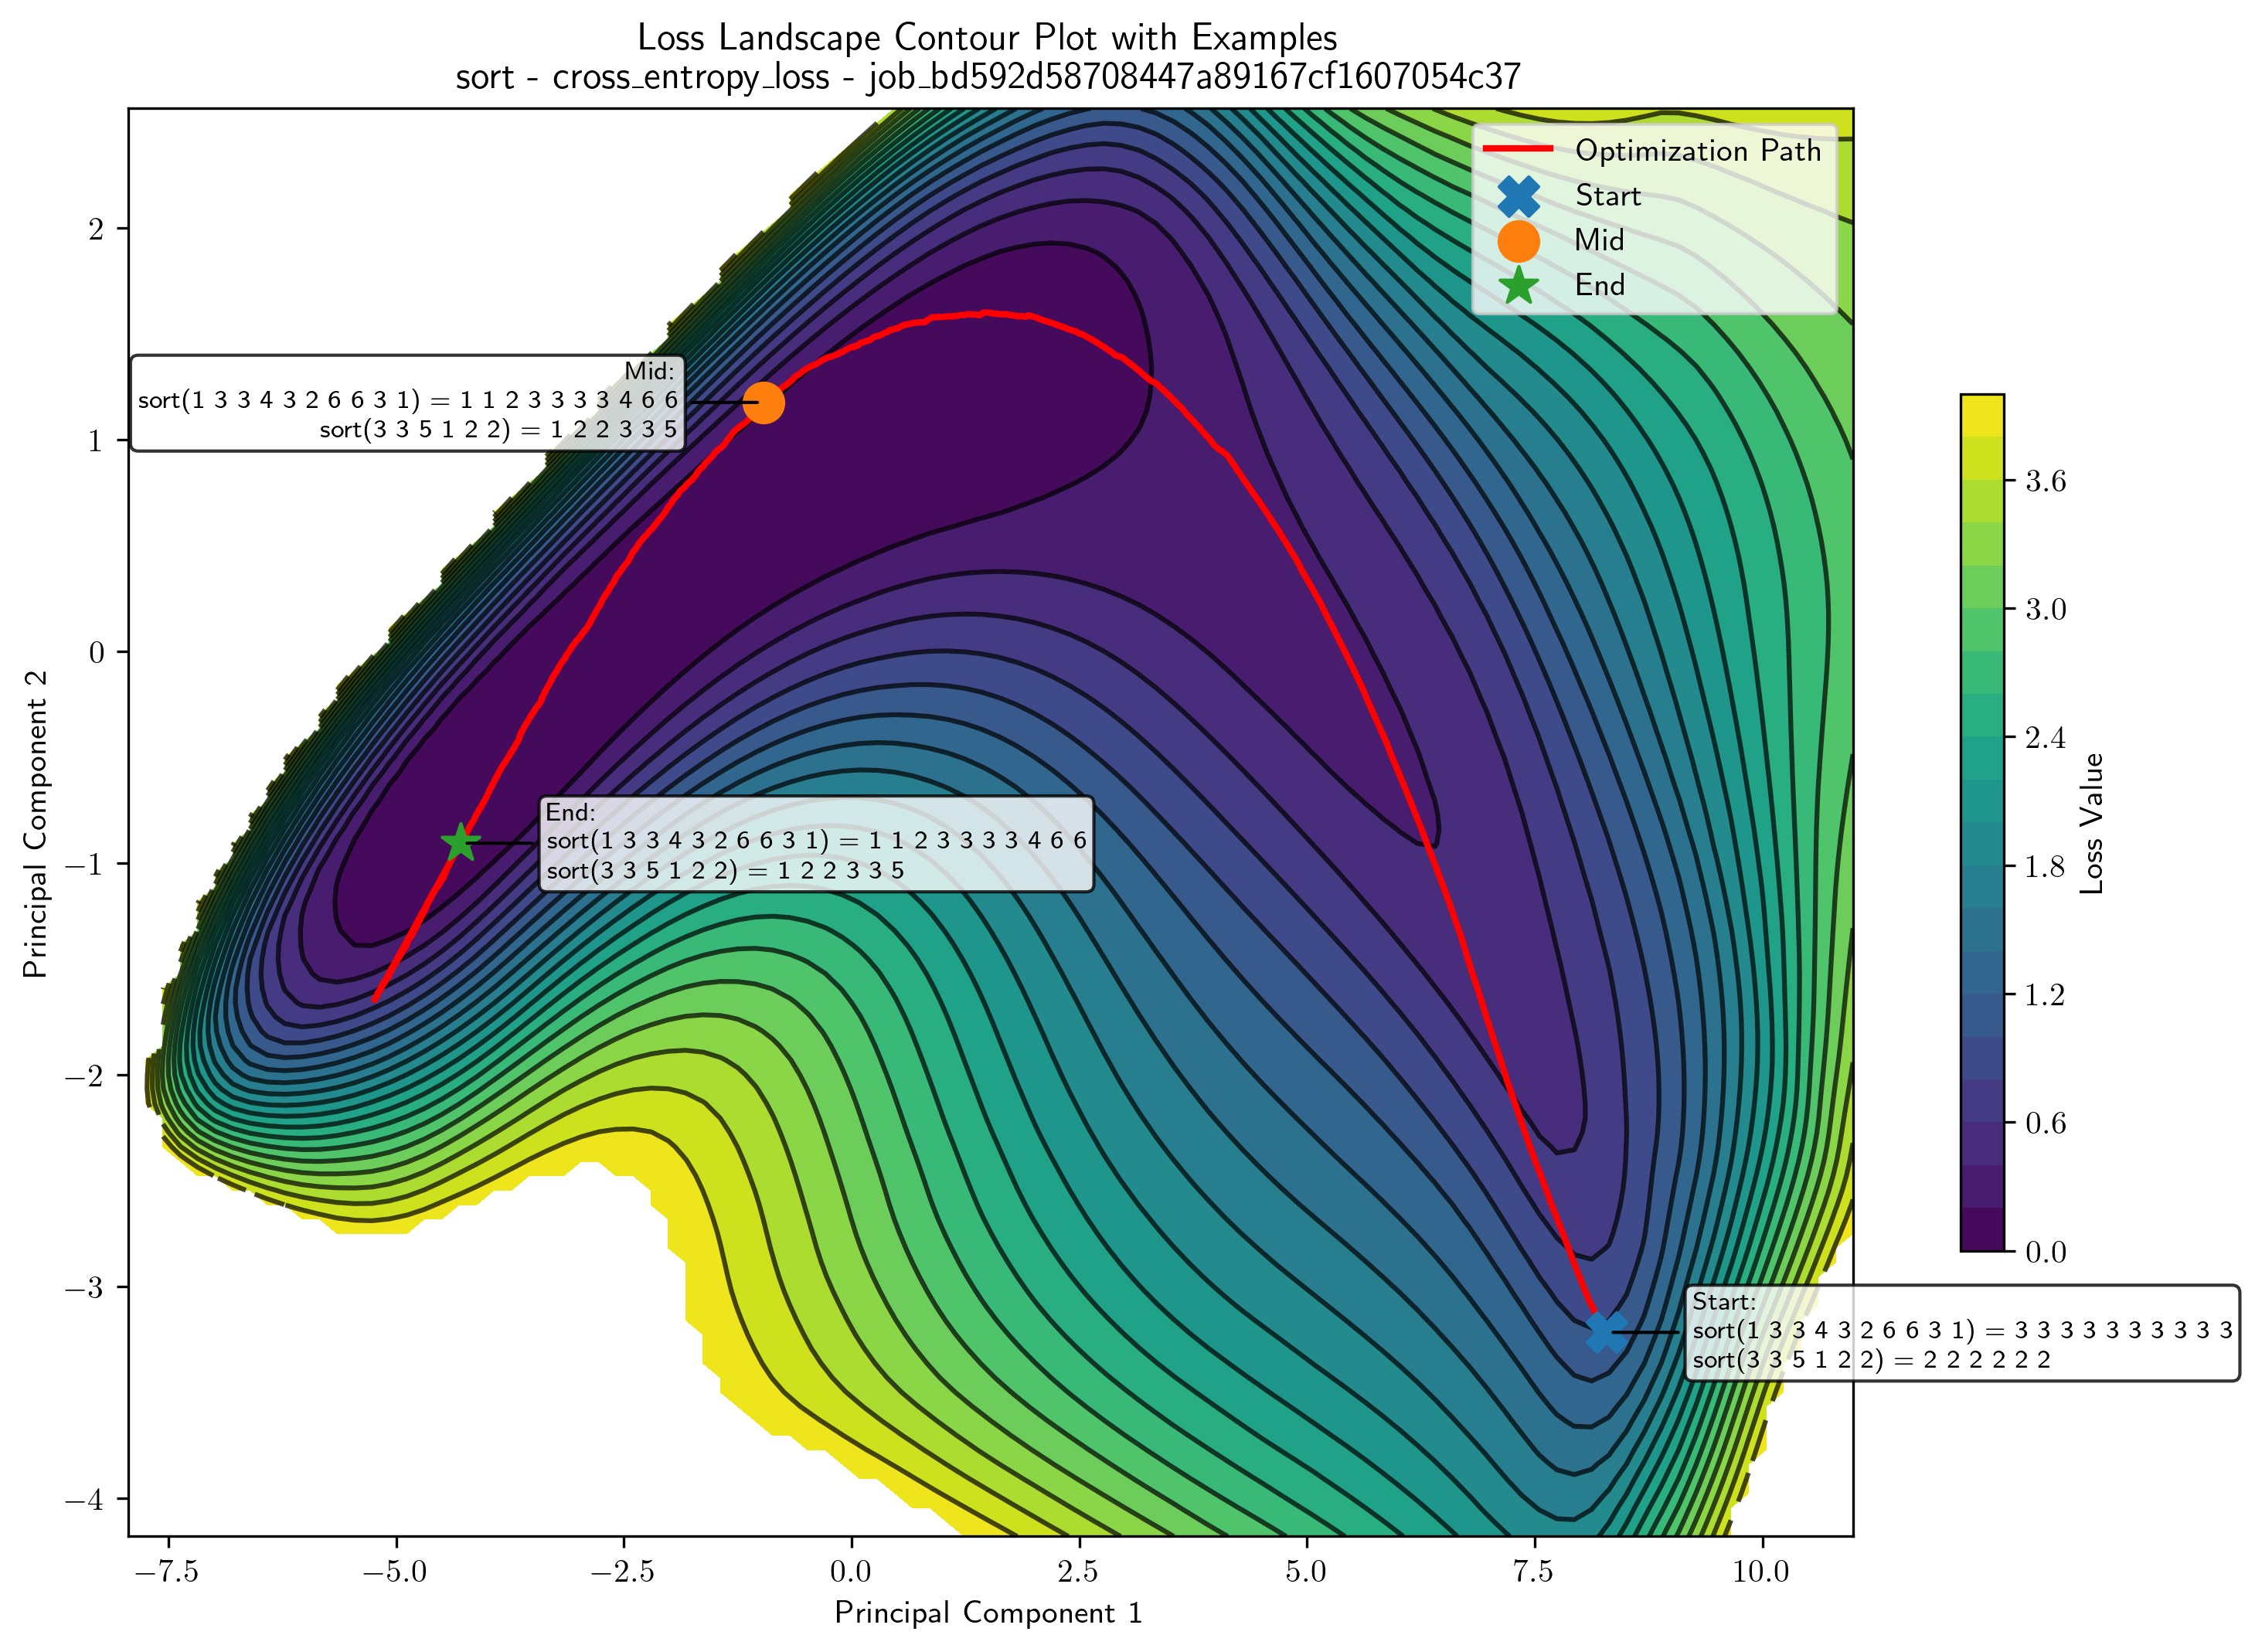 Loss Landscape Contour Plot with Examples
sort - cross_entropy_loss - job_bd592d58708447a89167cf1607054c37
Optimization Path
Start
Mid
End
Mid:
sort(1 3 3 4 3 2 6 6 3 1) = 1 1 2 3 3 3 3 4 6 6
sort(3 3 5 1 2 2) = 1 2 2 3 3 5
End:
sort(1 3 3 4 3 2 6 6 3 1) = 1 1 2 3 3 3 3 4 6 6
sort(3 3 5 1 2 2) = 1 2 2 3 3 5
Start:
sort(1 3 3 4 3 2 6 6 3 1) = 3 3 3 3 3 3 3 3 3 3
sort(3 3 5 1 2 2) = 2 2 2 2 2 2
2
1
0
−1
−2
−3
−4
Principal Component 2
−7.5
−5.0
−2.5
0.0
2.5
5.0
7.5
10.0
Principal Component 1
3.6
3.0
2.4
1.8
1.2
0.6
0.0
Loss Value